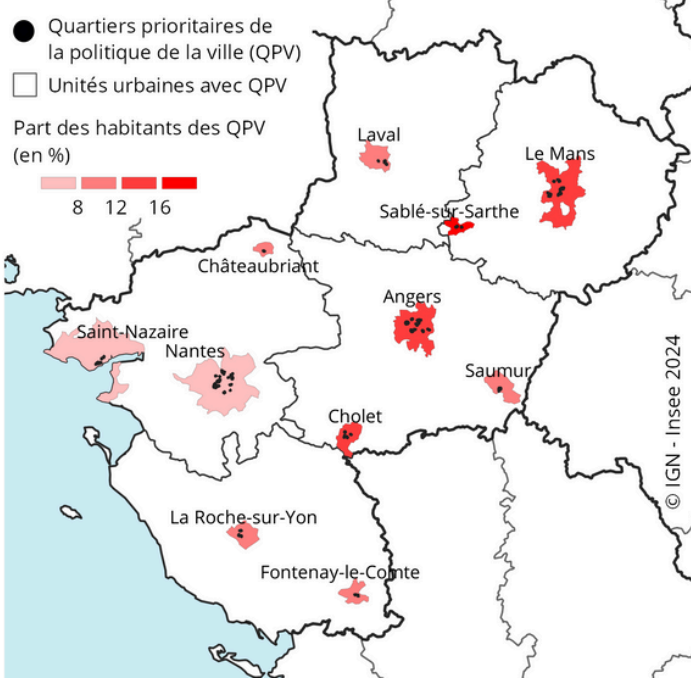 Quartiers prioritaires de
la politique de la ville (QPV)
Unités urbaines avec QPV
Part des habitants des QPV
(en %)
8 12 16
Laval
Le Mans
Sablé-sur-Sarthe
Châteaubriant
Angers
Saint-Nazaire
Nantes
Saumur
Cholet
La Roche-sur-Yon
Fontenay-le-Comte
© IGN - Insee 2024